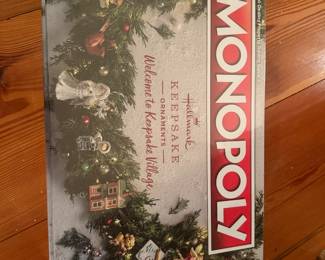 MONOPOLY
Hallmark
KEEPSAKE
ORNAMENTS
Welcome to Keepsake Village